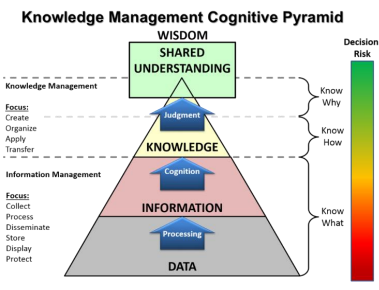 Knowledge Management Cognitive Pyramid
WISDOM
SHARED
UNDERSTANDING
Decision
Risk
Knowledge Management
Focus:
Create
Organize
Apply
Transfer
Judgment
KNOWLEDGE
Know
Why
Know
How
Information Management
Focus:
Collect
Process
Disseminate
Store
Display
Protect
Cognition
INFORMATION
Processing
DATA
Know
What